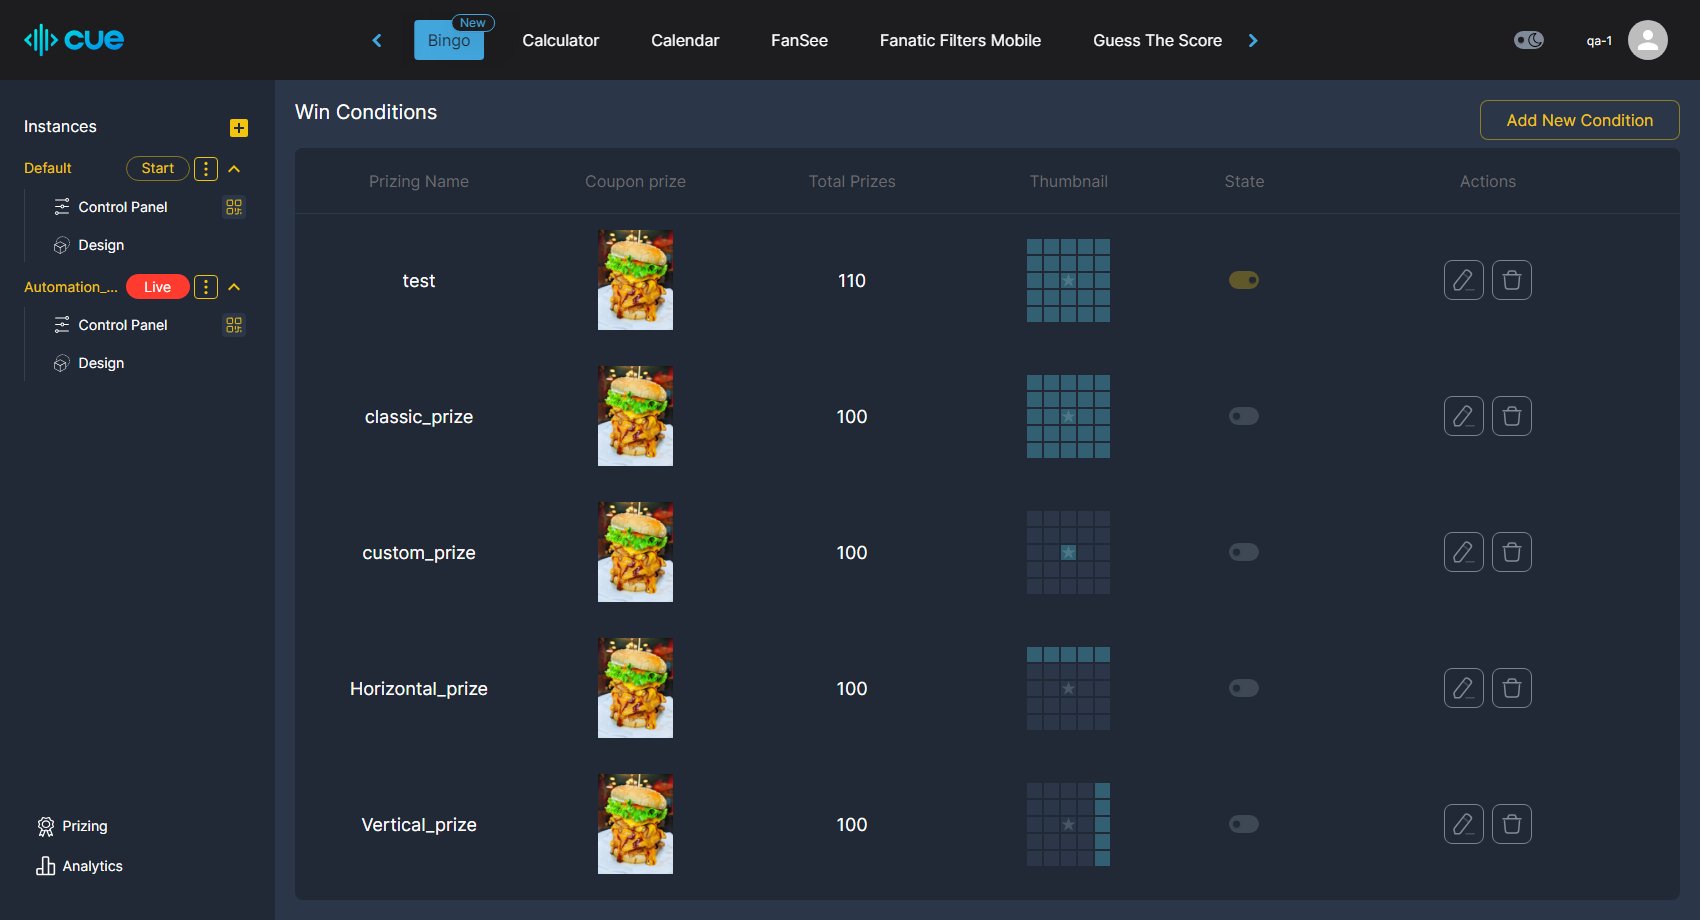 cue
New
Bingo
Calculator
Calendar
FanSee
Fanatic Filters Mobile
Guess The Score
qa-1
Instances
Default
Start
Control Panel
Design
Automation_...
Live
Control Panel
Design
Prizing
Analytics
Win Conditions
Add New Condition
Prizing Name Coupon prize Total Prizes Thumbnail State Actions
test 110
classic_prize 100
custom_prize 100
Horizontal_prize 100
Vertical_prize 100